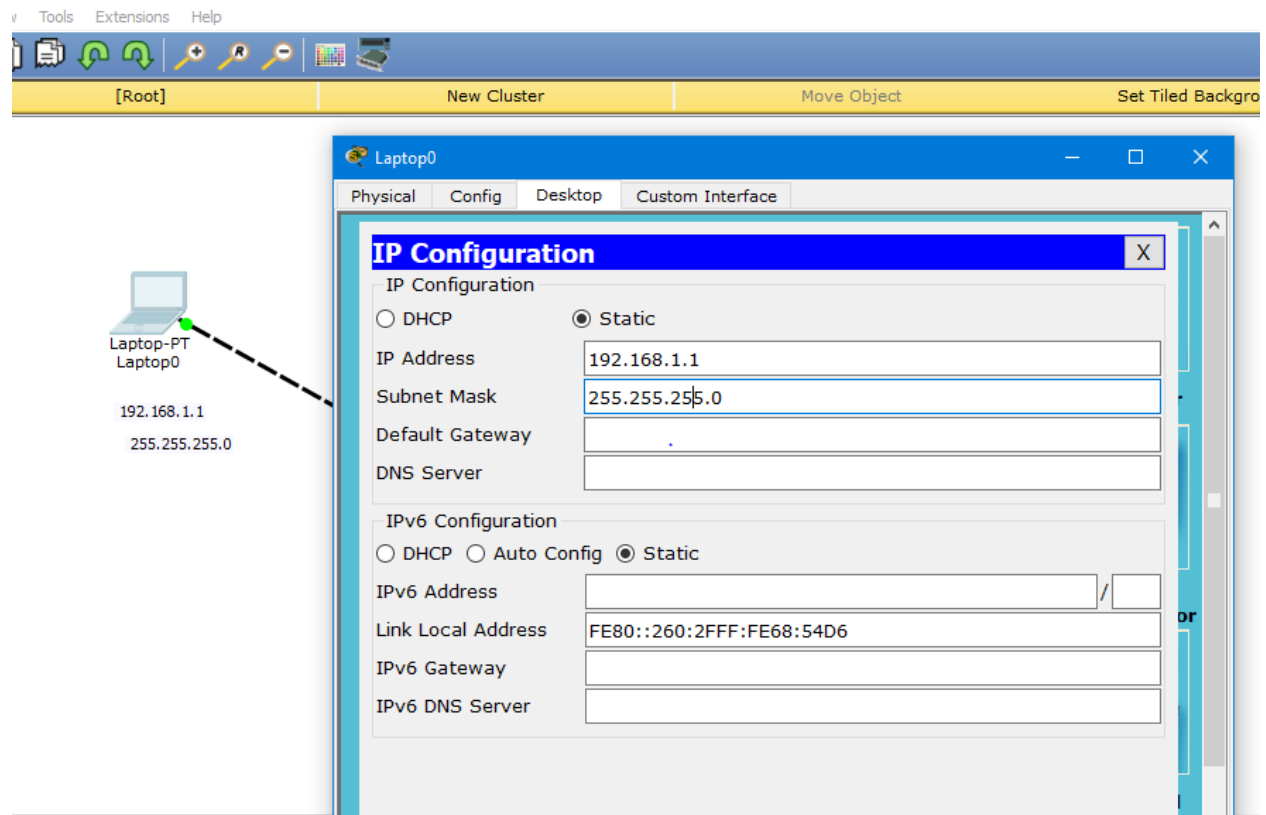 Tools Extensions Help
R
[Root] New Cluster Move Object Set Tiled Backgro
Laptop0
Physical Config Desktop Custom Interface
IP Configuration X
IP Configuration
DHCP Static
IP Address 192.168.1.1
Subnet Mask 255.255.255.0
Default Gateway
DNS Server
IPv6 Configuration
DHCP Auto Config Static
IPv6 Address /
Link Local Address FE80::260:2FFF:FE68:54D6
IPv6 Gateway
IPv6 DNS Server
or
Laptop-PT
Laptop0
192.168.1.1
255.255.255.0